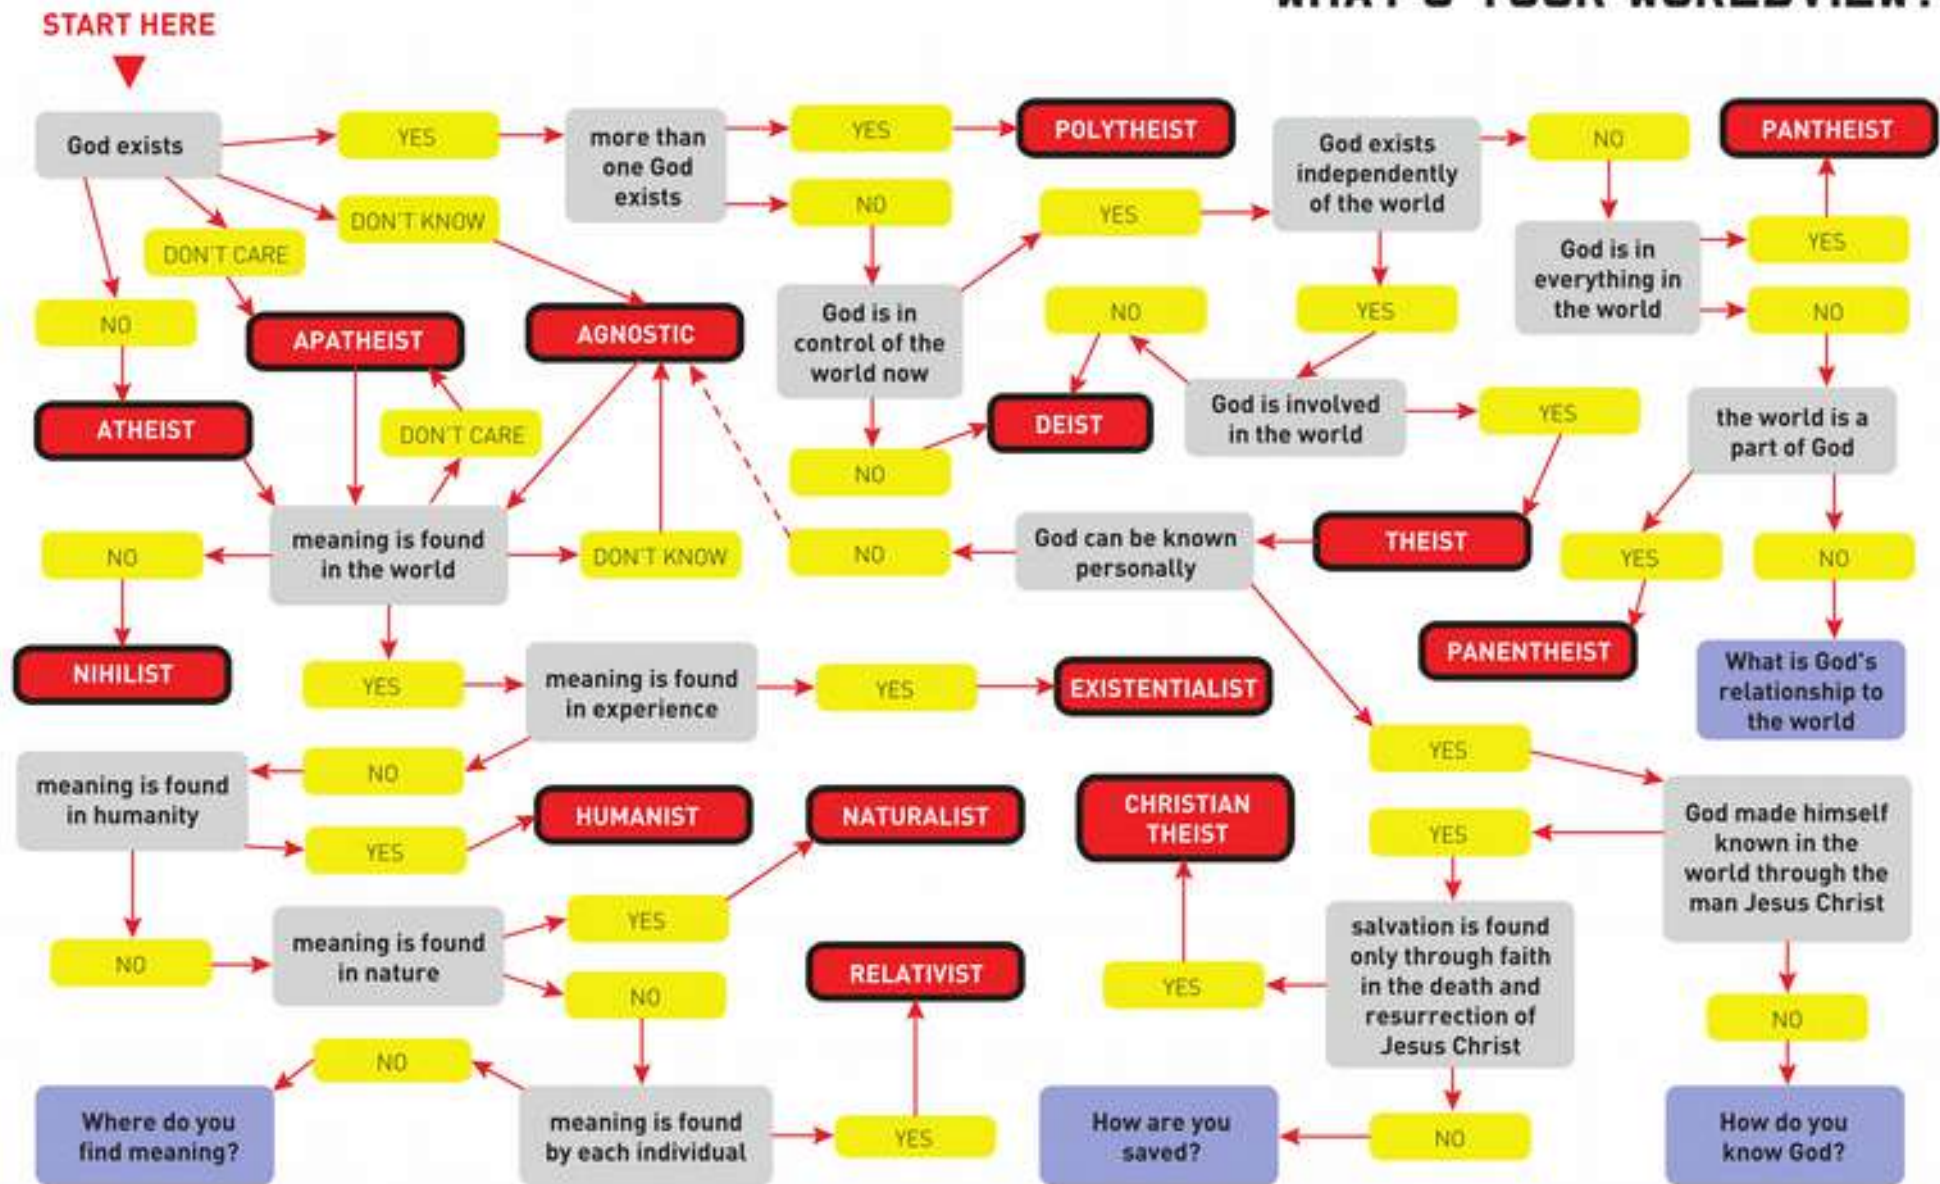 WHAT'S YOUR WORLDVIEW?
START HERE
God exists
YES
more than
one God
exists
YES
POLYTHEIST
God exists
independently
of the world
NO
PANTHEIST
DON'T KNOW
NO
YES
DON'T CARE
God is in
everything in
the world
YES
NO
NO
APATHEIST
AGNOSTIC
God is in
control of the
world now
NO
YES
ATHEIST
DON'T CARE
DEIST
God is involved
in the world
YES
the world is a
part of God
NO
NO
meaning is found
in the world
DON'T KNOW
NO
God can be known
personally
THEIST
YES
NO
NIHILIST
YES
meaning is found
in experience
YES
EXISTENTIALIST
PANENTHEIST
What is God's
relationship to
the world
meaning is found
in humanity
NO
YES
YES
HUMANIST
NATURALIST
CHRISTIAN
THEIST
YES
God made himself
known in the
world through the
man Jesus Christ
NO
meaning is found
in nature
YES
NO
RELATIVIST
YES
salvation is found
only through faith
in the death and
resurrection of
Jesus Christ
NO
Where do you
find meaning?
NO
meaning is found
by each individual
YES
How are you
saved?
NO
How do you
know God?